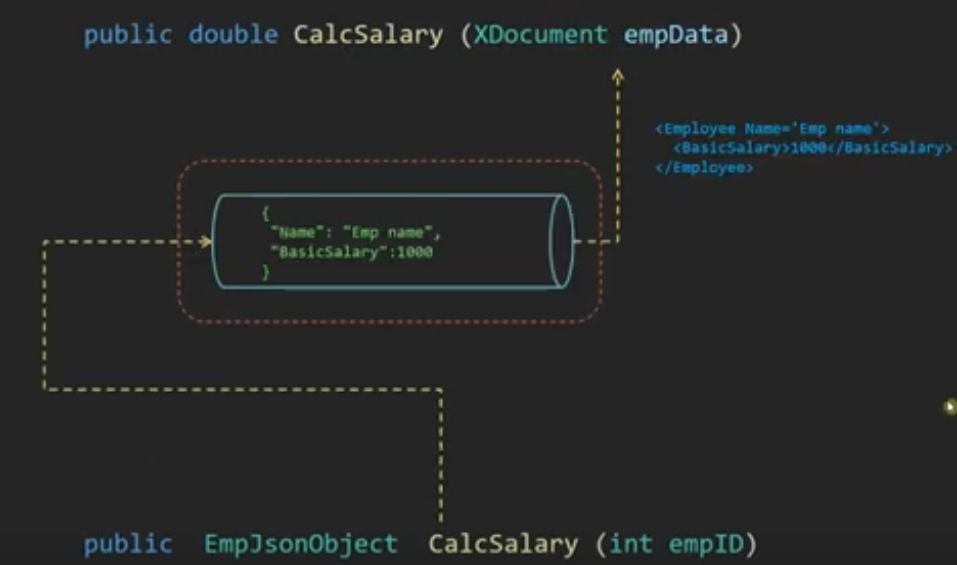 public double CalcSalary (XDocument empData)
<Employee Name='Emp name'>
<BasicSalary>1000</BasicSalary>
</Employee>
{
"Name": "Emp name",
"BasicSalary":1000
}
public EmpJsonObject CalcSalary (int empID)